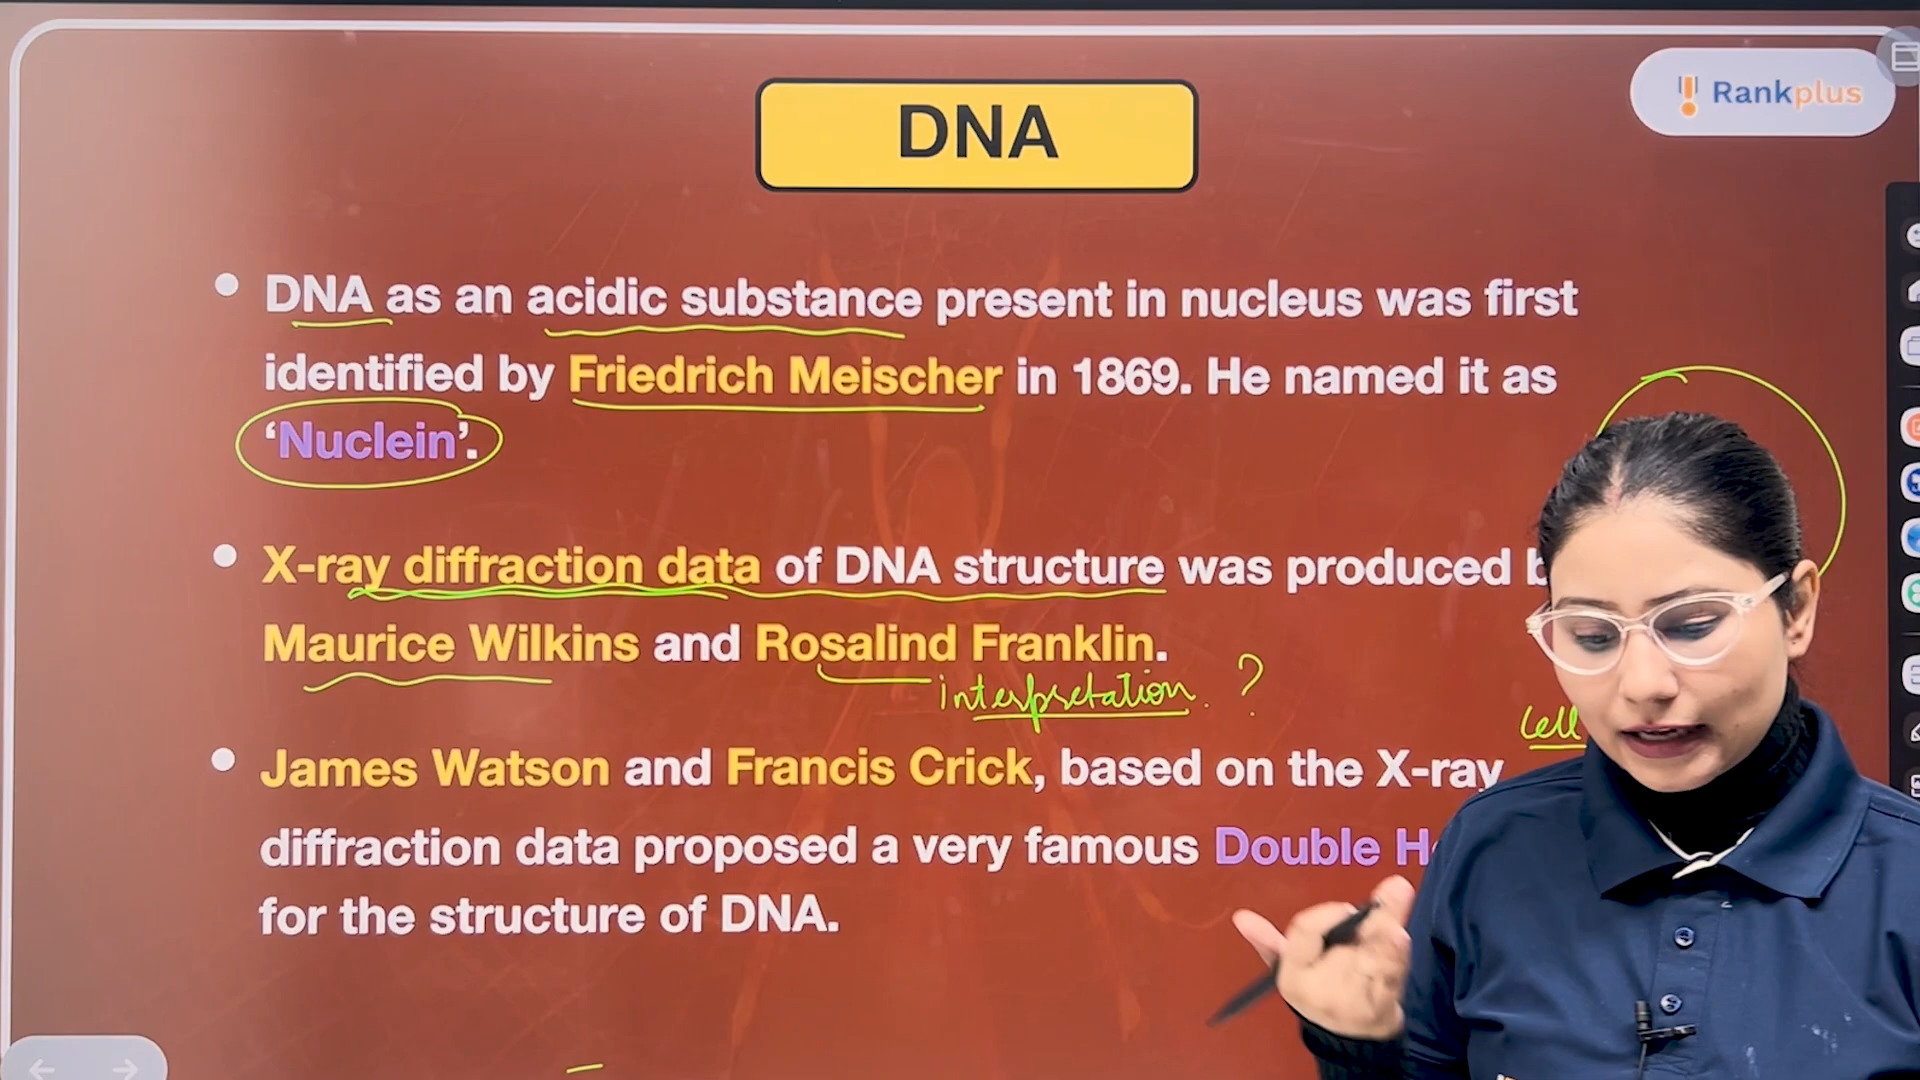 DNA
Rankplus
DNA as an acidic substance present in nucleus was first
identified by Friedrich Meischer in 1869. He named it as
‘Nuclein’.
X-ray diffraction data of DNA structure was produced
Maurice Wilkins and Rosalind Franklin.
interpretation. ?
Cell
James Watson and Francis Crick, based on the X-ray
diffraction data proposed a very famous Double
for the structure of DNA.